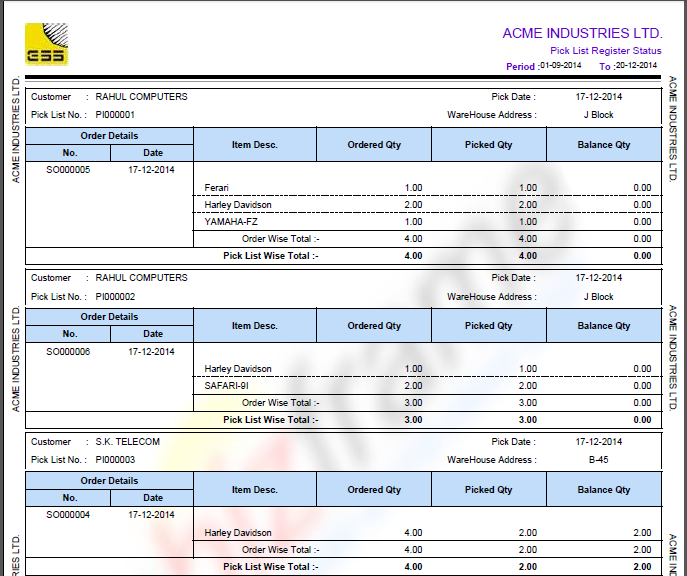 ESS
ACME INDUSTRIES LTD.
Pick List Register Status
Period :01-09-2014 To :20-12-2014
ACME INDUSTRIES LTD.
ACME INDUSTRIES LTD.
Customer : RAHUL COMPUTERS Pick Date : 17-12-2014
Pick List No. : PI000001 WareHouse Address : J Block
Order Details
No. Date Item Desc. Ordered Qty Picked Qty Balance Qty
SO000005 17-12-2014
Ferari 1.00 1.00 0.00
Harley Davidson 2.00 2.00 0.00
YAMAHA-FZ 1.00 1.00 0.00
Order Wise Total :- 4.00 4.00 0.00
Pick List Wise Total :- 4.00 4.00 0.00
Customer : RAHUL COMPUTERS Pick Date : 17-12-2014
Pick List No. : PI000002 WareHouse Address : J Block
ACME INDUSTRIES LTD.
ACME INDUSTRIES LTD.
Order Details
No. Date Item Desc. Ordered Qty Picked Qty Balance Qty
SO000006 17-12-2014
Harley Davidson 1.00 1.00 0.00
SAFARI-9I 2.00 2.00 0.00
Order Wise Total :- 3.00 3.00 0.00
Pick List Wise Total :- 3.00 3.00 0.00
Customer : S.K. TELECOM Pick Date : 17-12-2014
Pick List No. : PI000003 WareHouse Address : B-45
Order Details
No. Date Item Desc. Ordered Qty Picked Qty Balance Qty
SO000004 17-12-2014
Harley Davidson 4.00 2.00 2.00
Order Wise Total :- 4.00 2.00 2.00
Pick List Wise Total :- 4.00 2.00 2.00
RIES LTD.
ACME IND